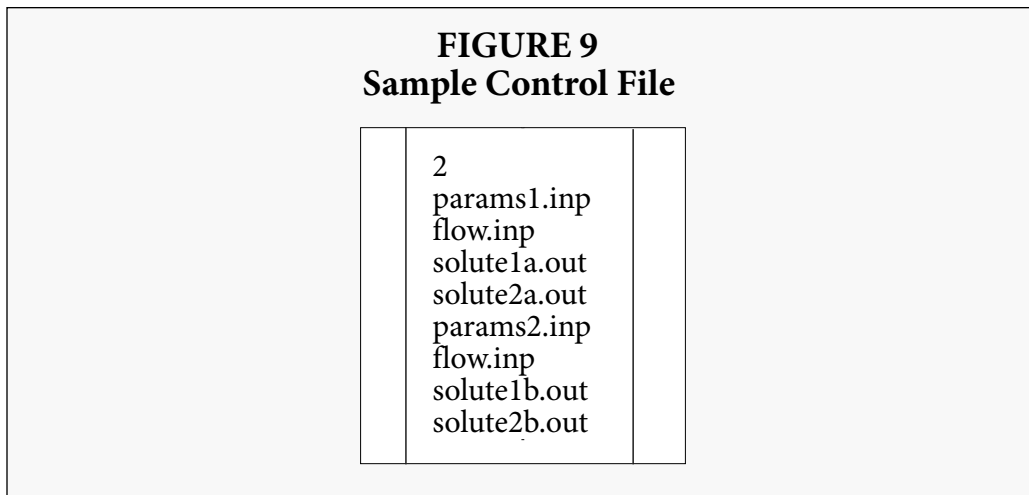 FIGURE 9
Sample Control File
2
params1.inp
flow.inp
solute1a.out
solute2a.out
params2.inp
flow.inp
solute1b.out
solute2b.out